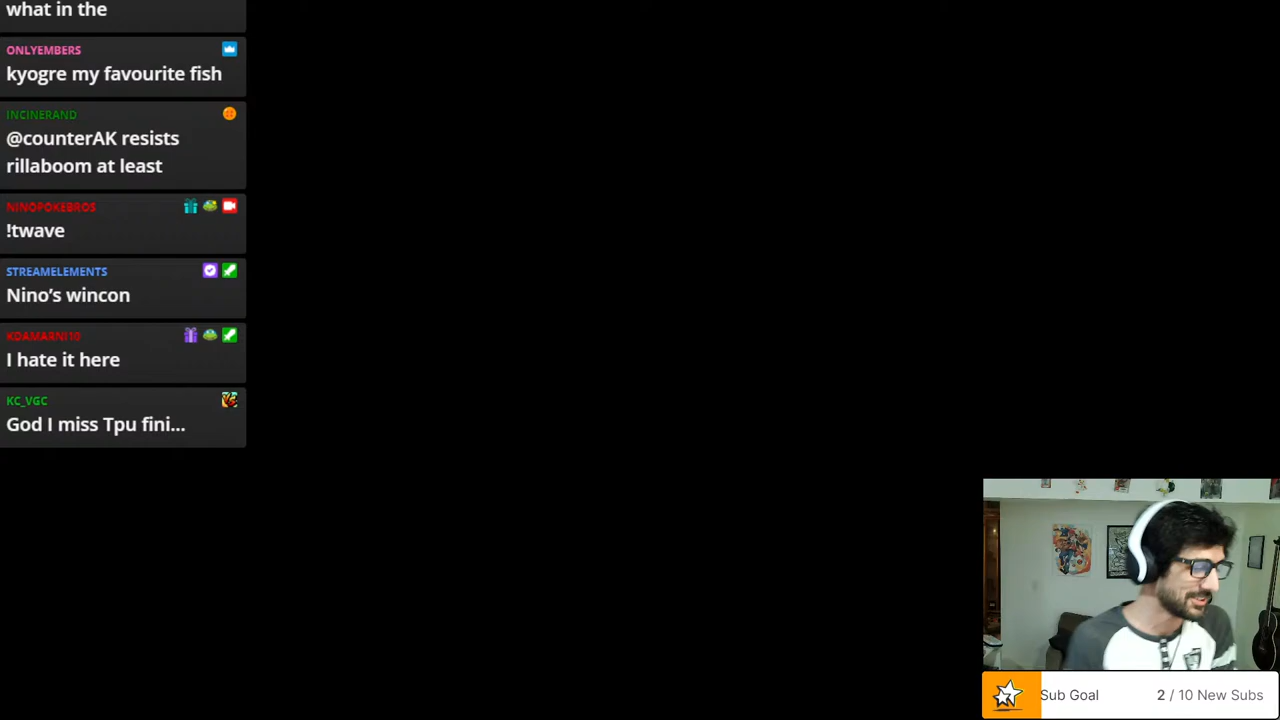 what in the
ONLYEMBERS
kyogre my favourite fish
INCINERAND
@counterAK resists
rillaboom at least
NINOPOKEBROS
!twave
STREAMELEMENTS
Nino's wincon
KDAMARNI10
I hate it here
KC_VGC
God I miss Tpu fini...
Sub Goal 2 / 10 New Subs